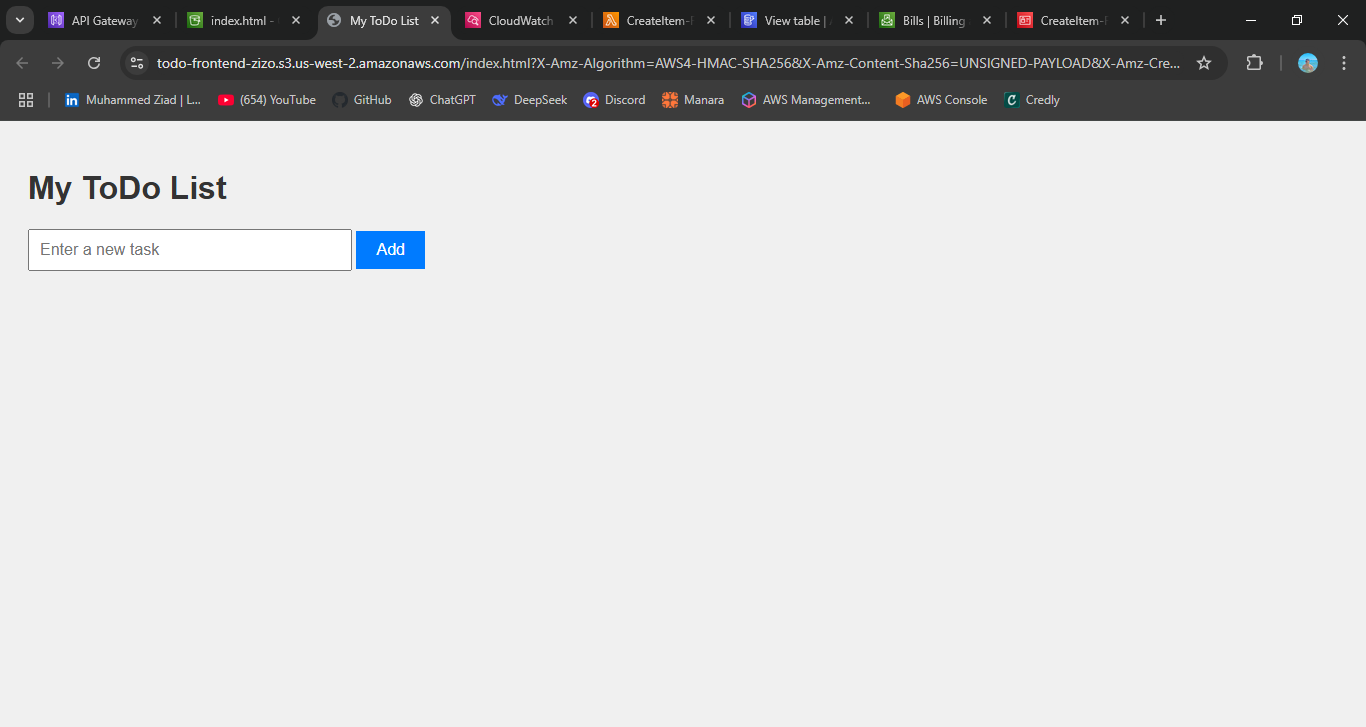 API Gateway
index.html -
My ToDo List
CloudWatch
CreateItem-
View table |
Bills | Billing
CreateItem-
todo-frontend-zizo.s3.us-west-2.amazonaws.com/index.html?X-Amz-Algorithm=AWS4-HMAC-SHA256&X-Amz-Content-Sha256=UNSIGNED-PAYLOAD&X-Amz-Cre...
Muhammed Ziad | L...
(654) YouTube
GitHub
ChatGPT
DeepSeek
Discord
Manara
AWS Management...
AWS Console
Credly
My ToDo List
Enter a new task
Add